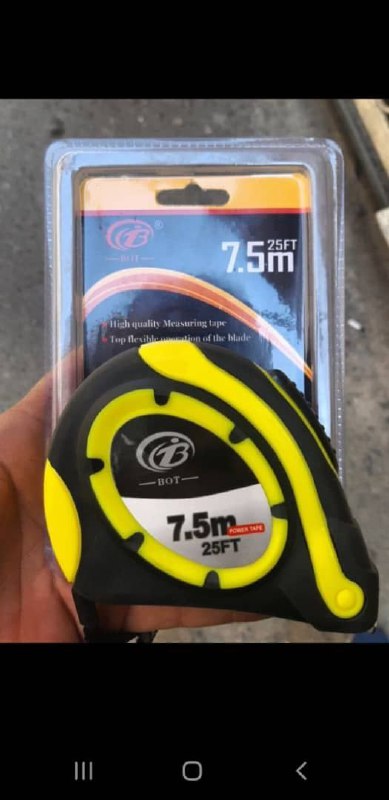 ®
BOT
25FT
7.5m
High quality Measuring tape
Top flexible operation of the blade
BOT
7.5m
POWER TAPE
25FT